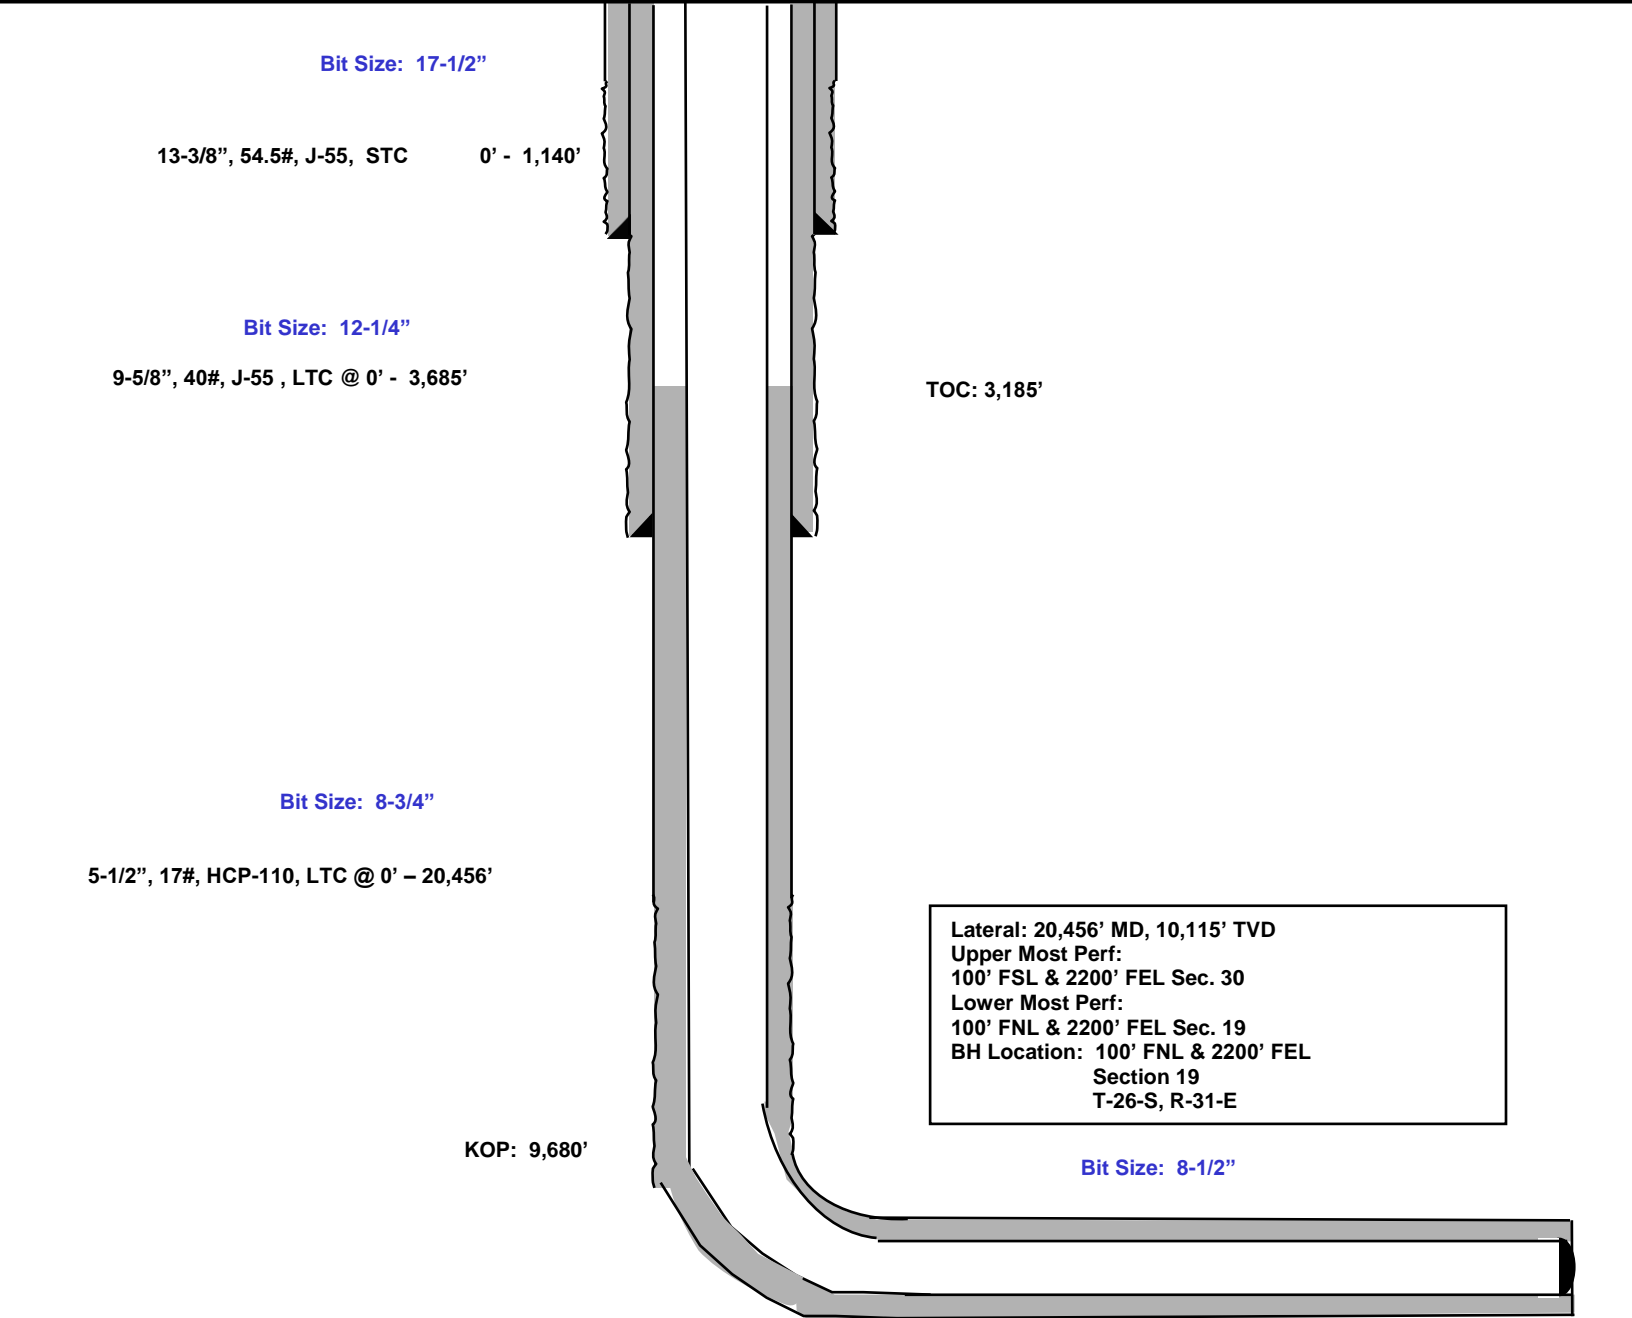 Bit Size: 17-1/2”
13-3/8”, 54.5#, J-55, STC 0’ - 1,140’
Bit Size: 12-1/4”
9-5/8”, 40#, J-55 , LTC @ 0’ - 3,685’
TOC: 3,185’
Bit Size: 8-3/4”
5-1/2”, 17#, HCP-110, LTC @ 0’ – 20,456’
Lateral: 20,456’ MD, 10,115’ TVD
Upper Most Perf:
100’ FSL & 2200’ FEL Sec. 30
Lower Most Perf:
100’ FNL & 2200’ FEL Sec. 19
BH Location: 100’ FNL & 2200’ FEL
Section 19
T-26-S, R-31-E
KOP: 9,680’
Bit Size: 8-1/2”